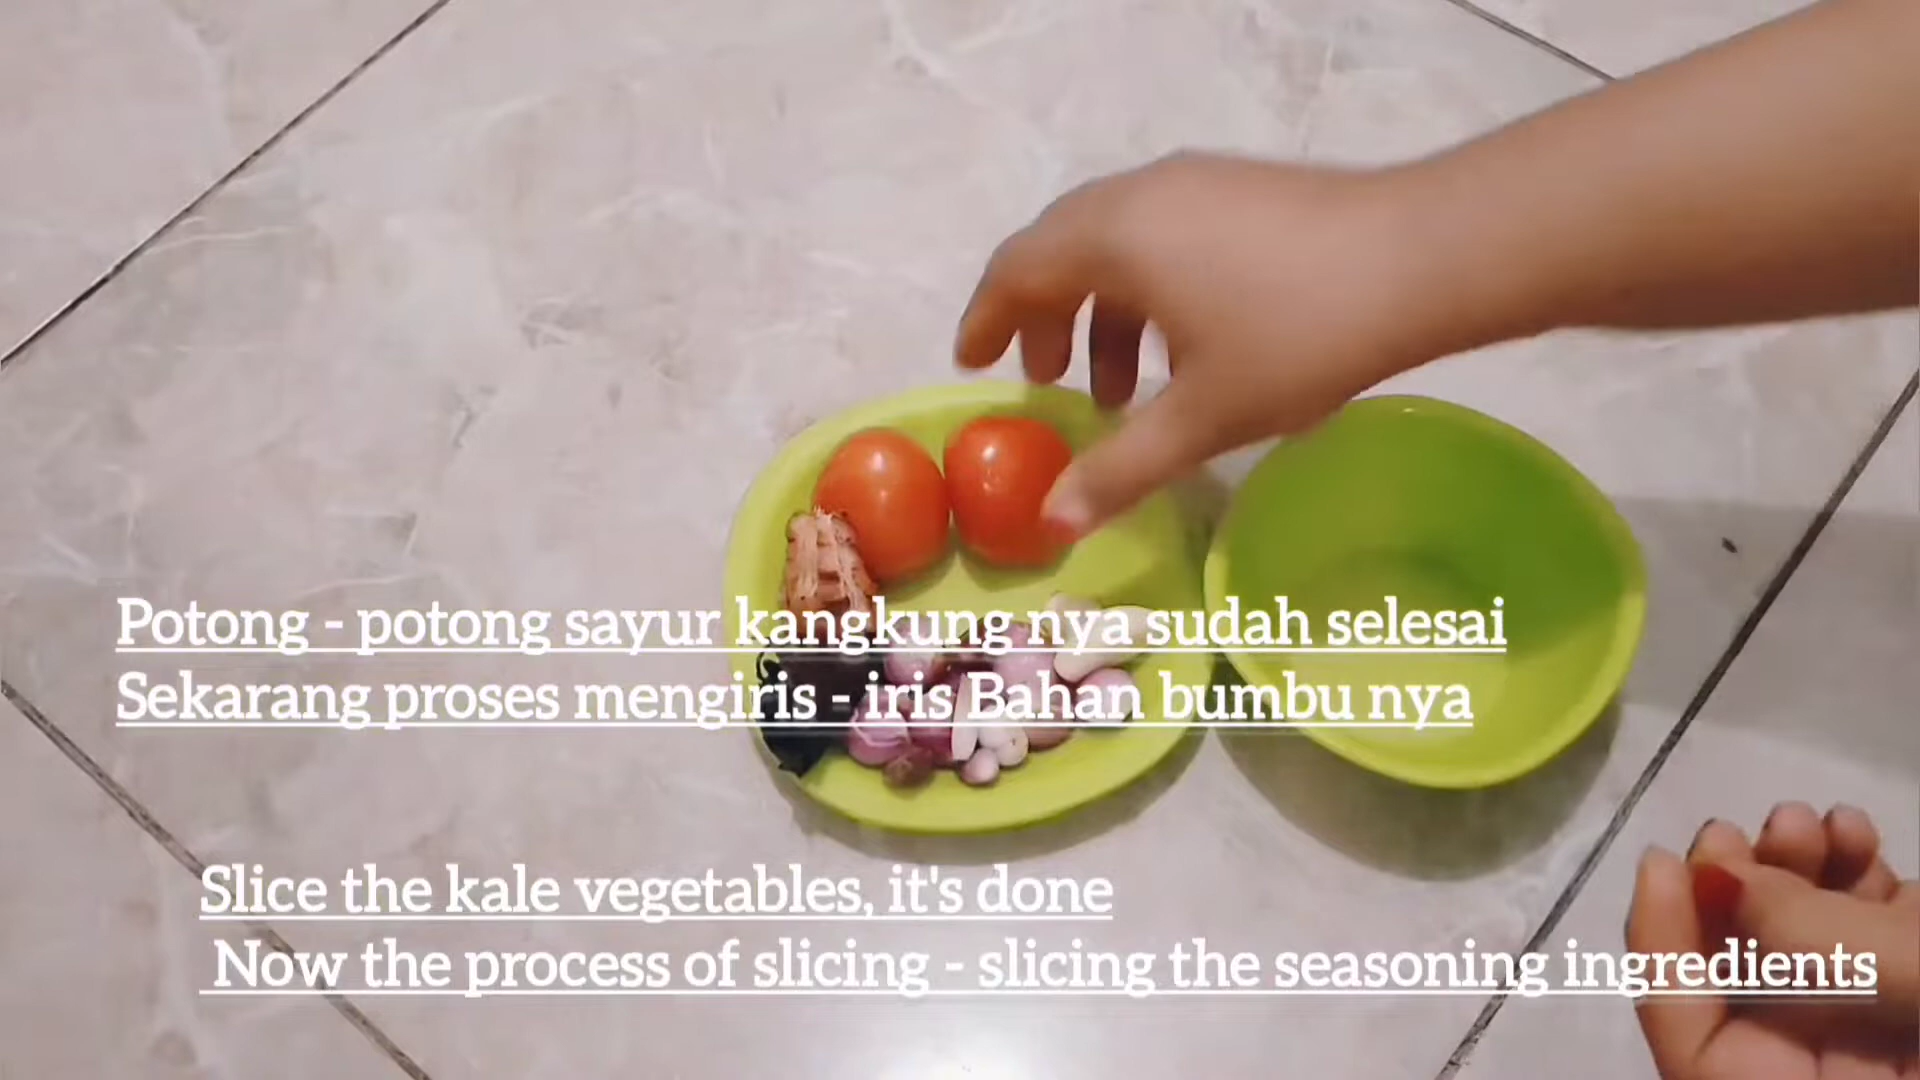 Potong - potong sayur kangkung nya sudah selesai
Sekarang proses mengiris - iris Bahan bumbu nya
Slice the kale vegetables, it's done
Now the process of slicing - slicing the seasoning ingredients